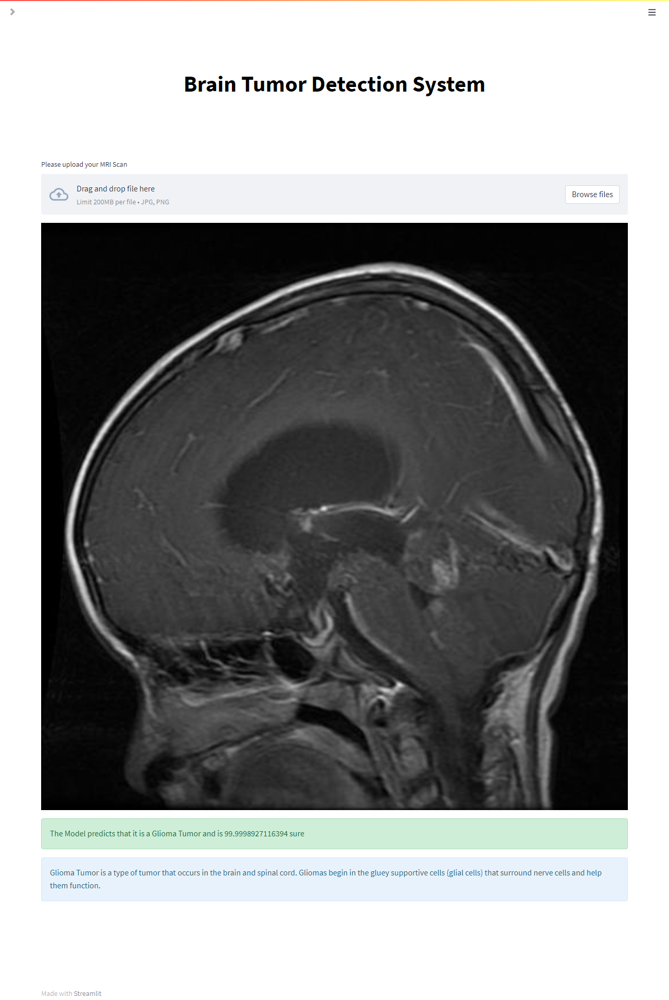 Brain Tumor Detection System
Please upload your MRI Scan
Drag and drop file here
Limit 200MB per file • JPG, PNG
Browse files
The Model predicts that it is a Glioma Tumor and is 99.9998927116394 sure
Glioma Tumor is a type of tumor that occurs in the brain and spinal cord. Gliomas begin in the gluey supportive cells (glial cells) that surround nerve cells and help
them function.
Made with Streamlit